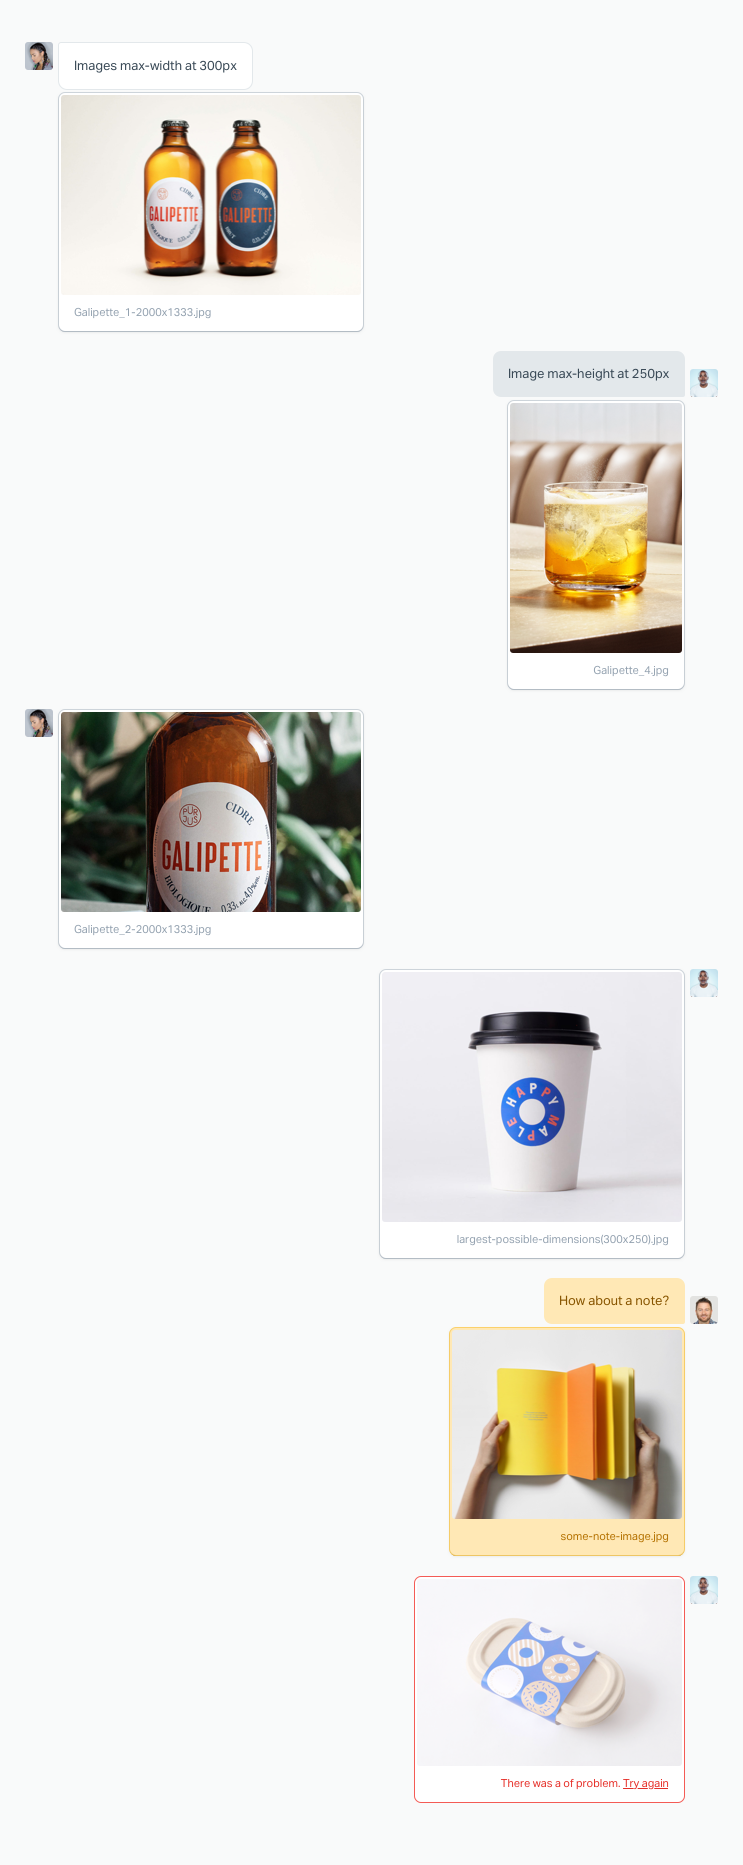 Images max-width at 300px
CIDRE
GALIPETTE
BIOLOGIQUE
CIDRE
GALIPETTE
BRUT
Galipette_1-2000x1333.jpg
Image max-height at 250px
Galipette_4.jpg
PUR
JUS
CIDRE
GALIPETTE
BIOLOGIQUE
0,33L ALC 4,0%VOL
Galipette_2-2000x1333.jpg
HAPPY
MAPLE
largest-possible-dimensions(300x250).jpg
How about a note?
some-note-image.jpg
There was a of problem. Try again